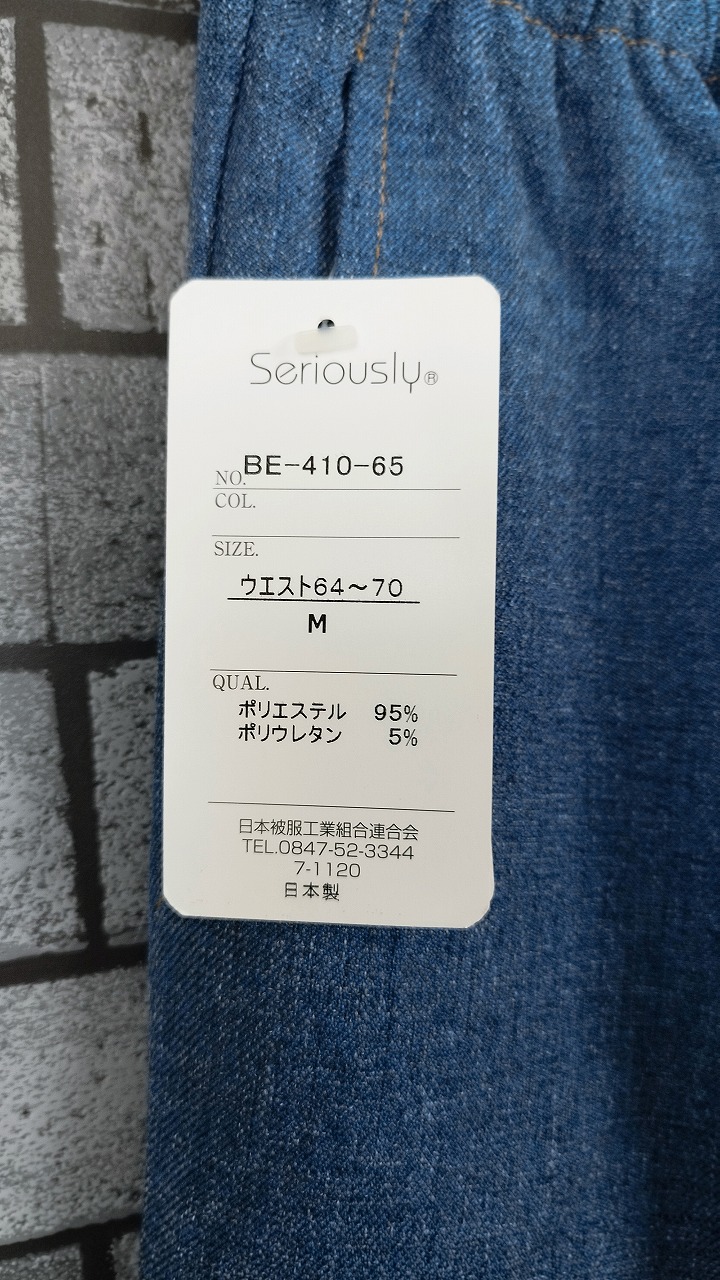 Seriously®
NO. BE-410-65
COL.
SIZE.
ウエスト64〜70
M
QUAL.
ポリエステル 95%
ポリウレタン 5%
日本被服工業組合連合会
TEL.0847-52-3344
7-1120
日本製